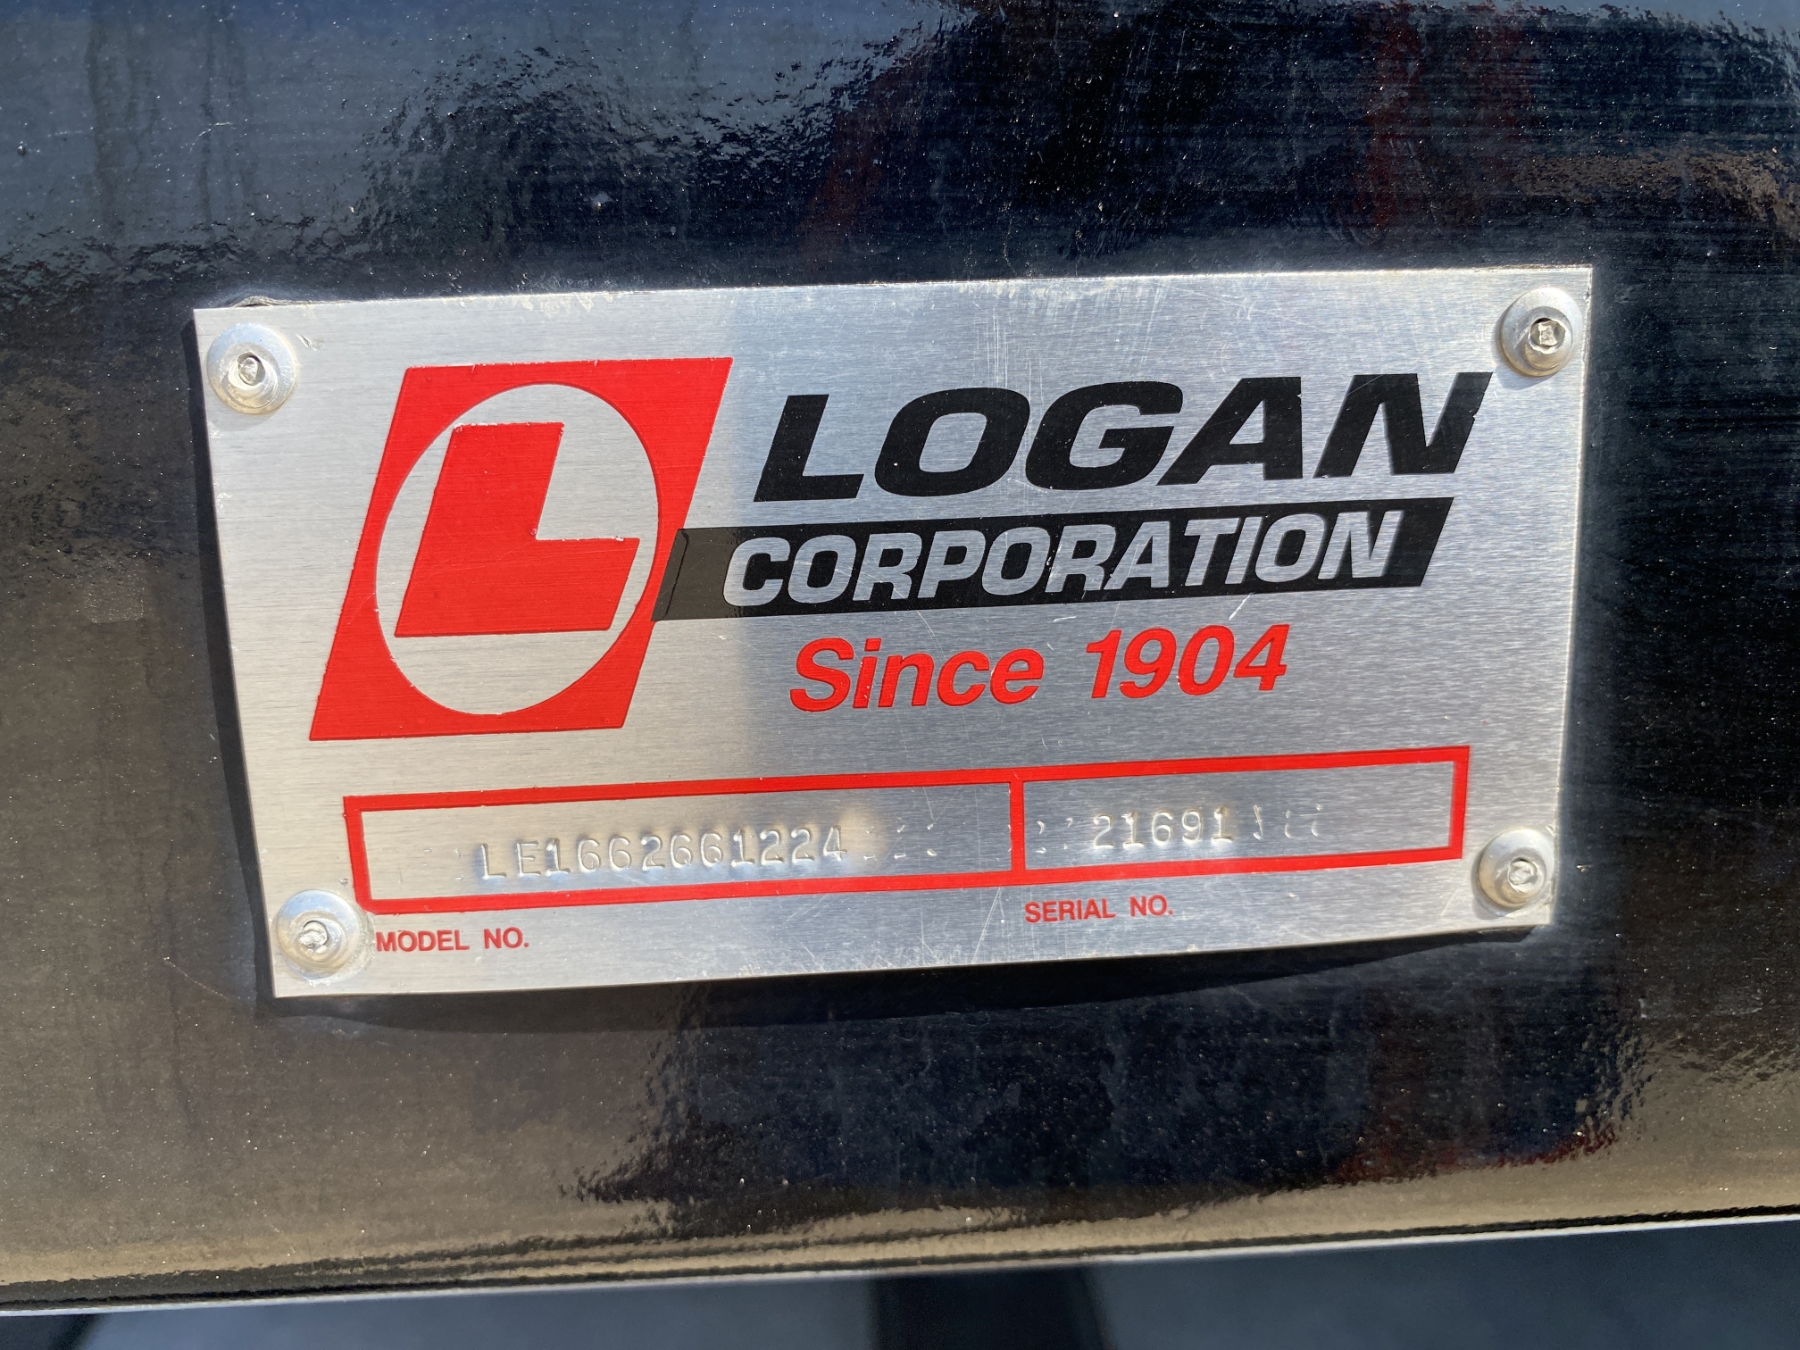 L
LOGAN
CORPORATION
Since 1904
LE1662661224
21691
MODEL NO.
SERIAL NO.